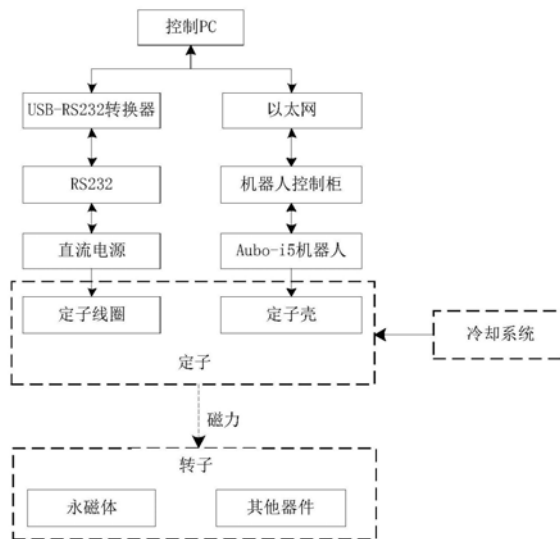 控制PC
USB-RS232转换器
以太网
RS232
机器人控制柜
直流电源
Aubo-i5机器人
定子线圈
定子壳
冷却系统
定子
磁力
转子
永磁体
其他器件